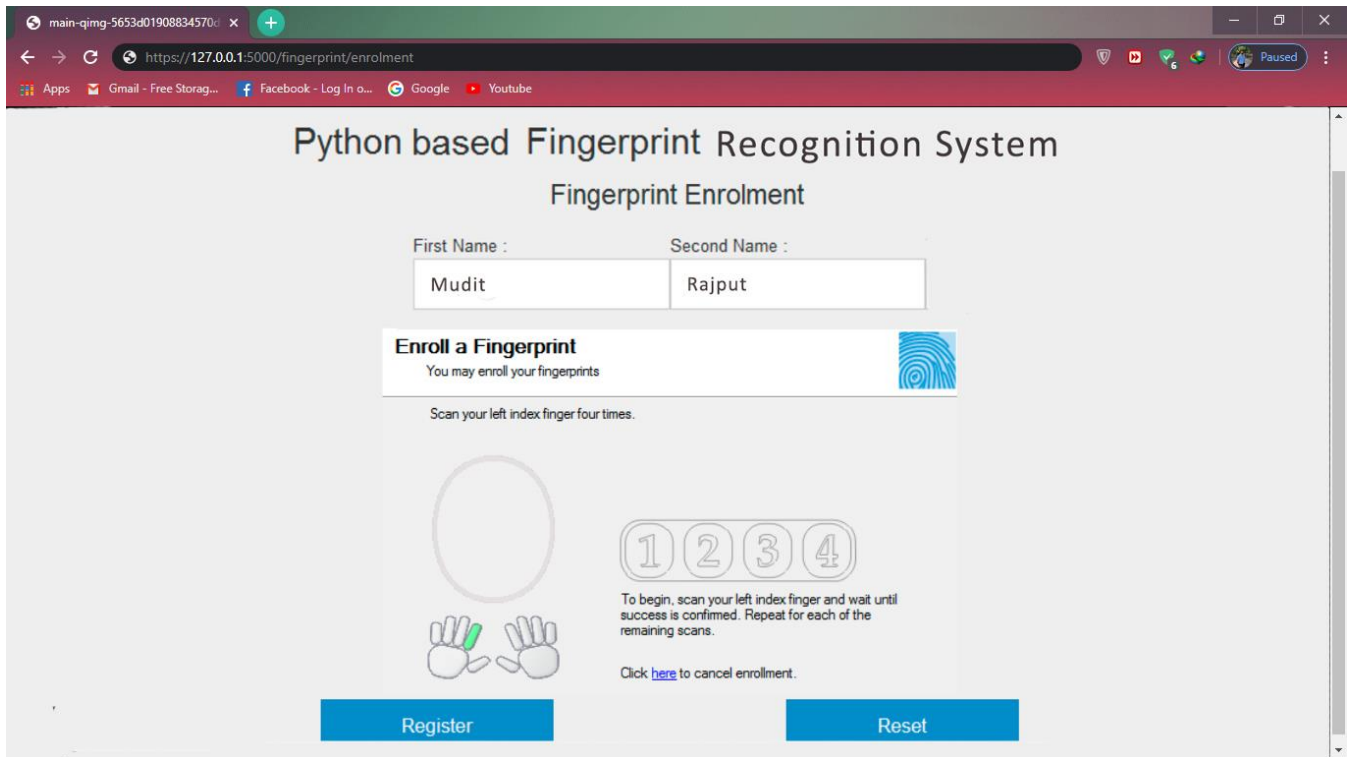 main-qimg-5653d01908834570d
https://127.0.0.1:5000/fingerprint/enrolment
6
Paused
Apps Gmail - Free Storag... Facebook - Log In o... Google Youtube
Python based Fingerprint Recognition System
Fingerprint Enrolment
First Name : Second Name :
Mudit Rajput
Enroll a Fingerprint
You may enroll your fingerprints
Scan your left index finger four times.
1 2 3 4
To begin, scan your left index finger and wait until
success is confirmed. Repeat for each of the
remaining scans.
Click here to cancel enrollment.
Register Reset